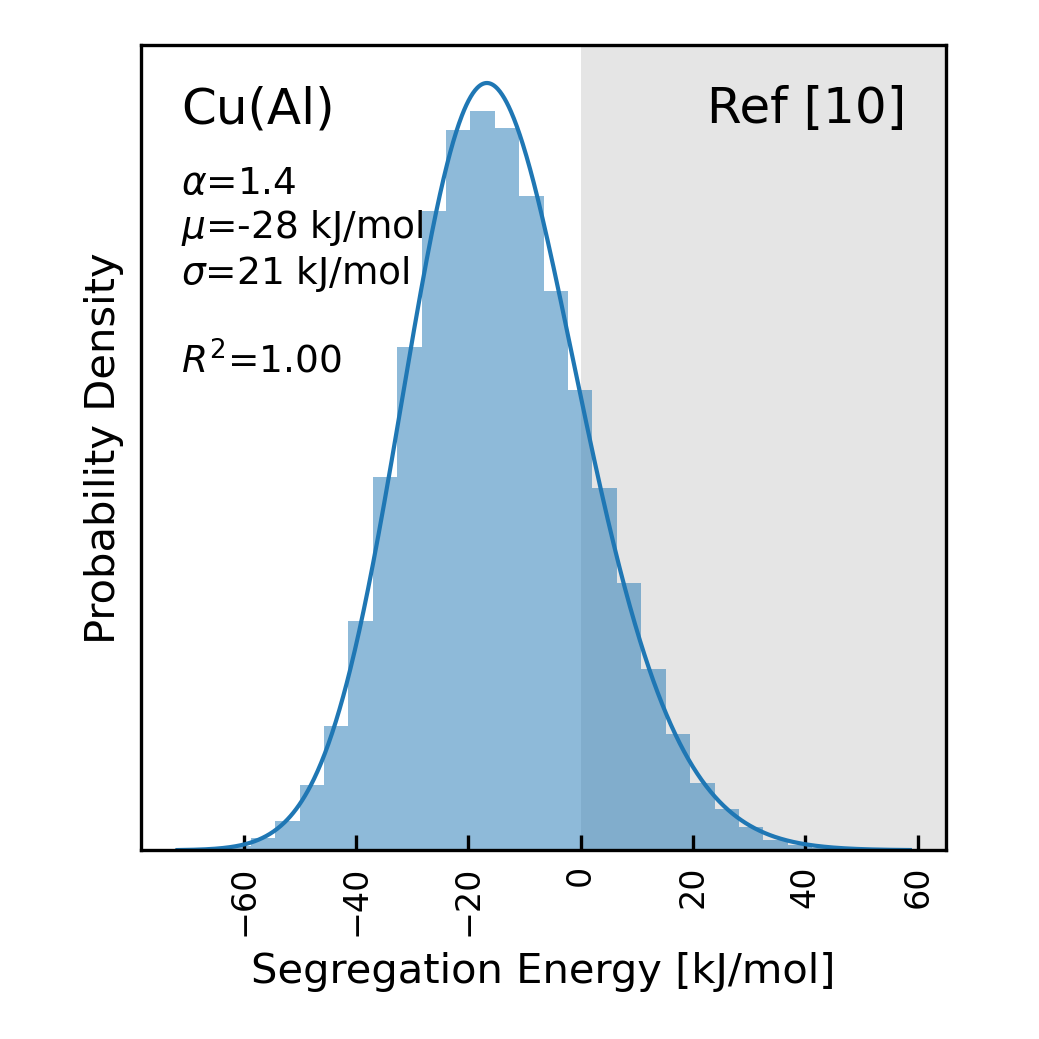 Cu(Al)
Ref [10]
α=1.4
μ=-28 kJ/mol
σ=21 kJ/mol
R²=1.00
Probability Density
−60 −40 −20 0 20 40 60
Segregation Energy [kJ/mol]